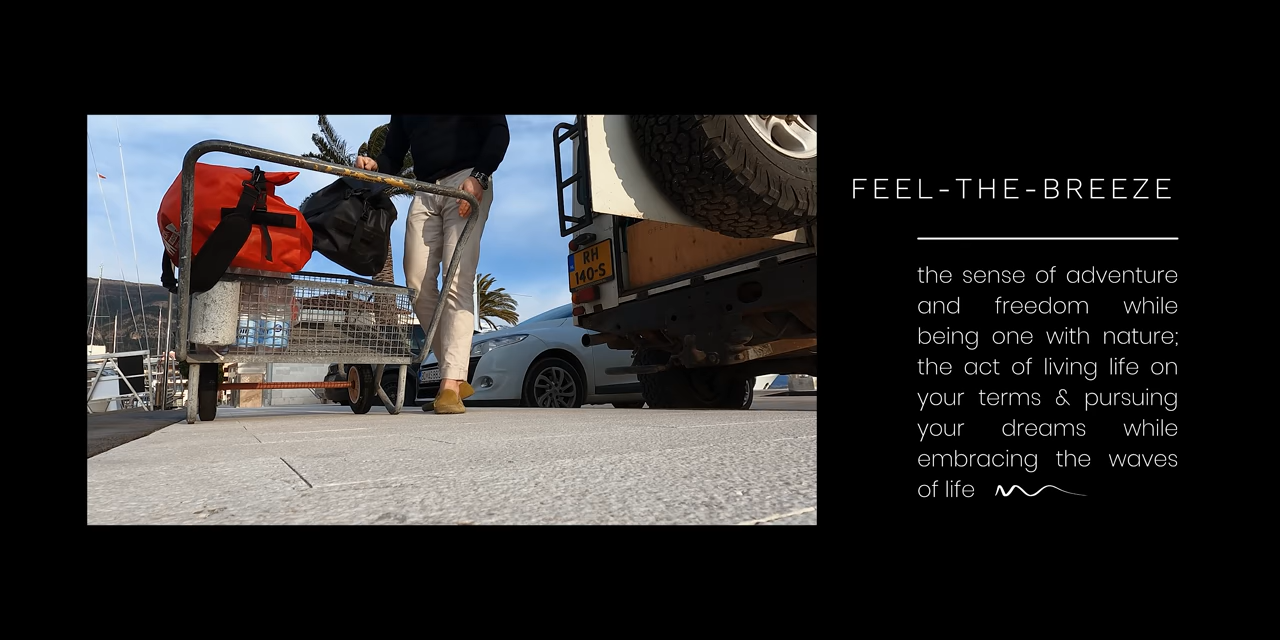 FEEL-THE-BREEZE
the sense of adventure
and freedom while
being one with nature;
the act of living life on
your terms & pursuing
your dreams while
embracing the waves
of life
RH
140-S